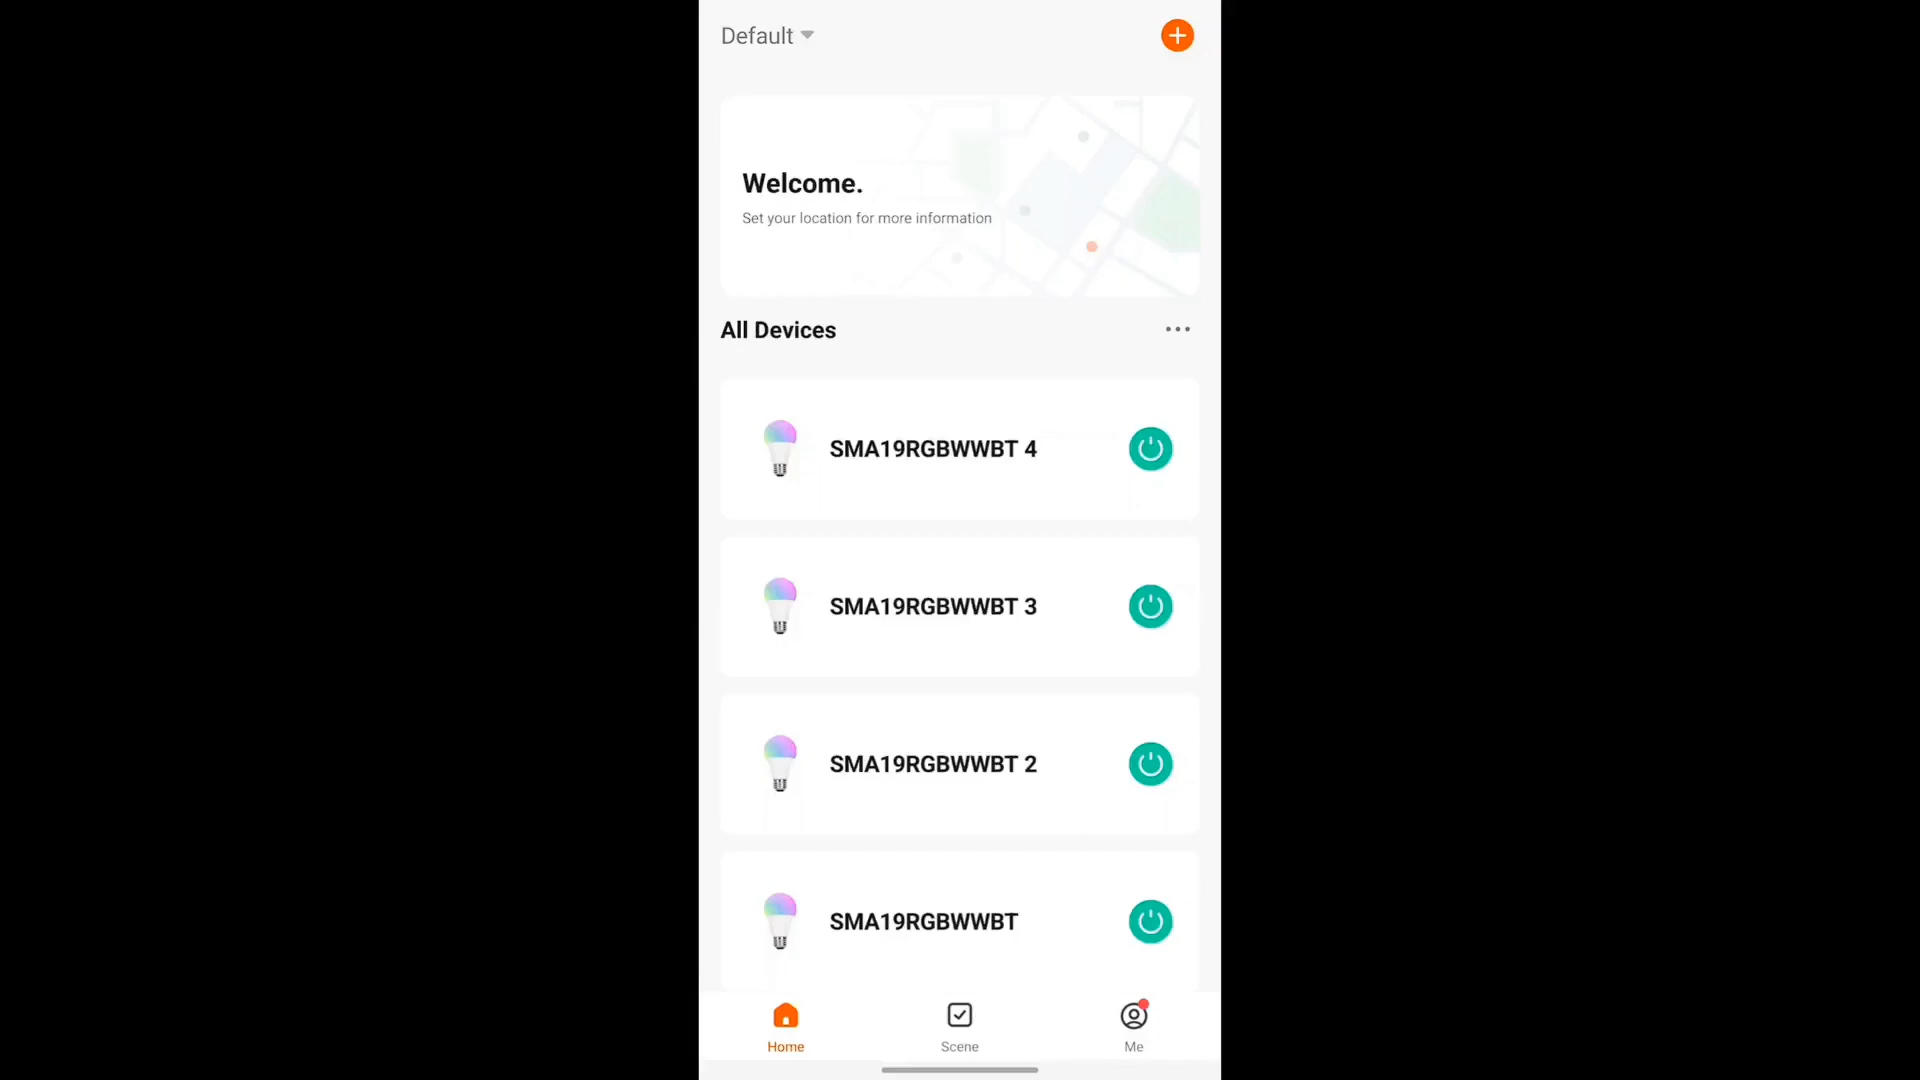 Default
Welcome.
Set your location for more information
All Devices
SMA19RGBWWBT 4
SMA19RGBWWBT 3
SMA19RGBWWBT 2
SMA19RGBWWBT
Home
Scene
Me